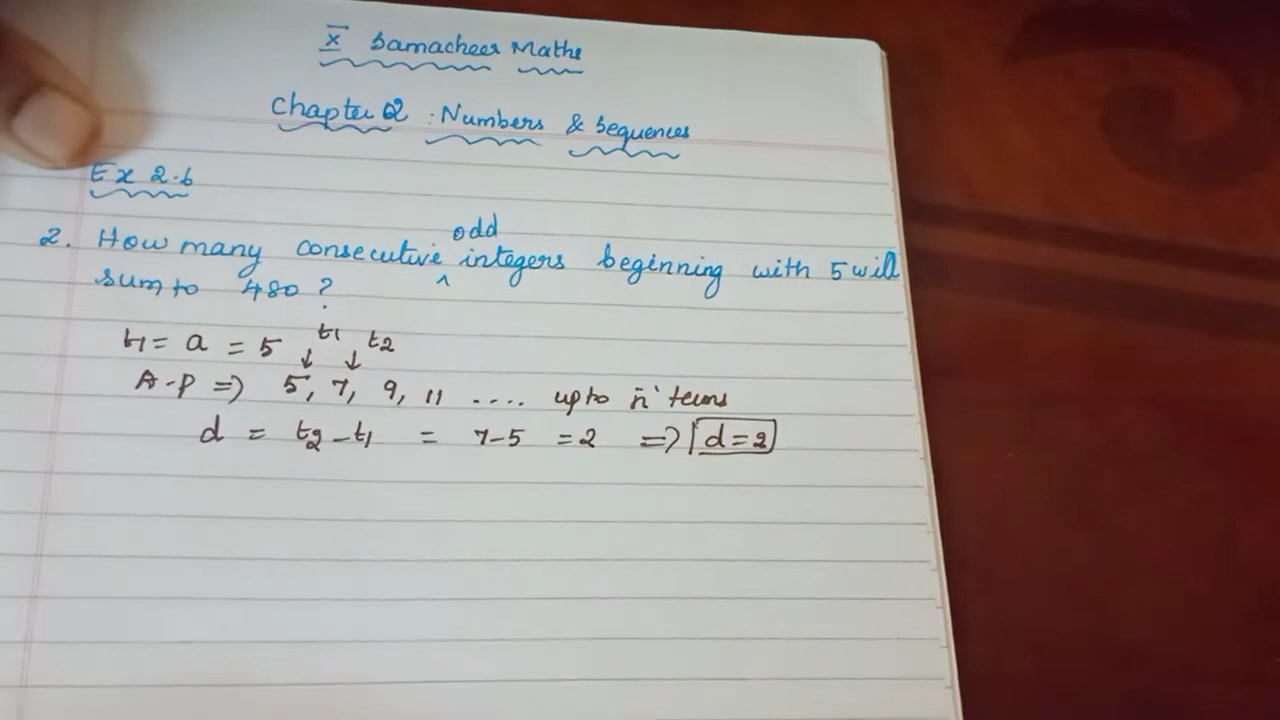 X Samacheer Maths
Chapter 2 : Numbers & Sequences
Ex 2.6
odd
2. How many consecutive ^ integers beginning with 5 will
sum to 480 ?
t1 = a = 5
t1 t2
↓ ↓
A.P => 5, 7, 9, 11 .... upto 'n' terms
d = t2 - t1 = 7-5 = 2 => d = 2